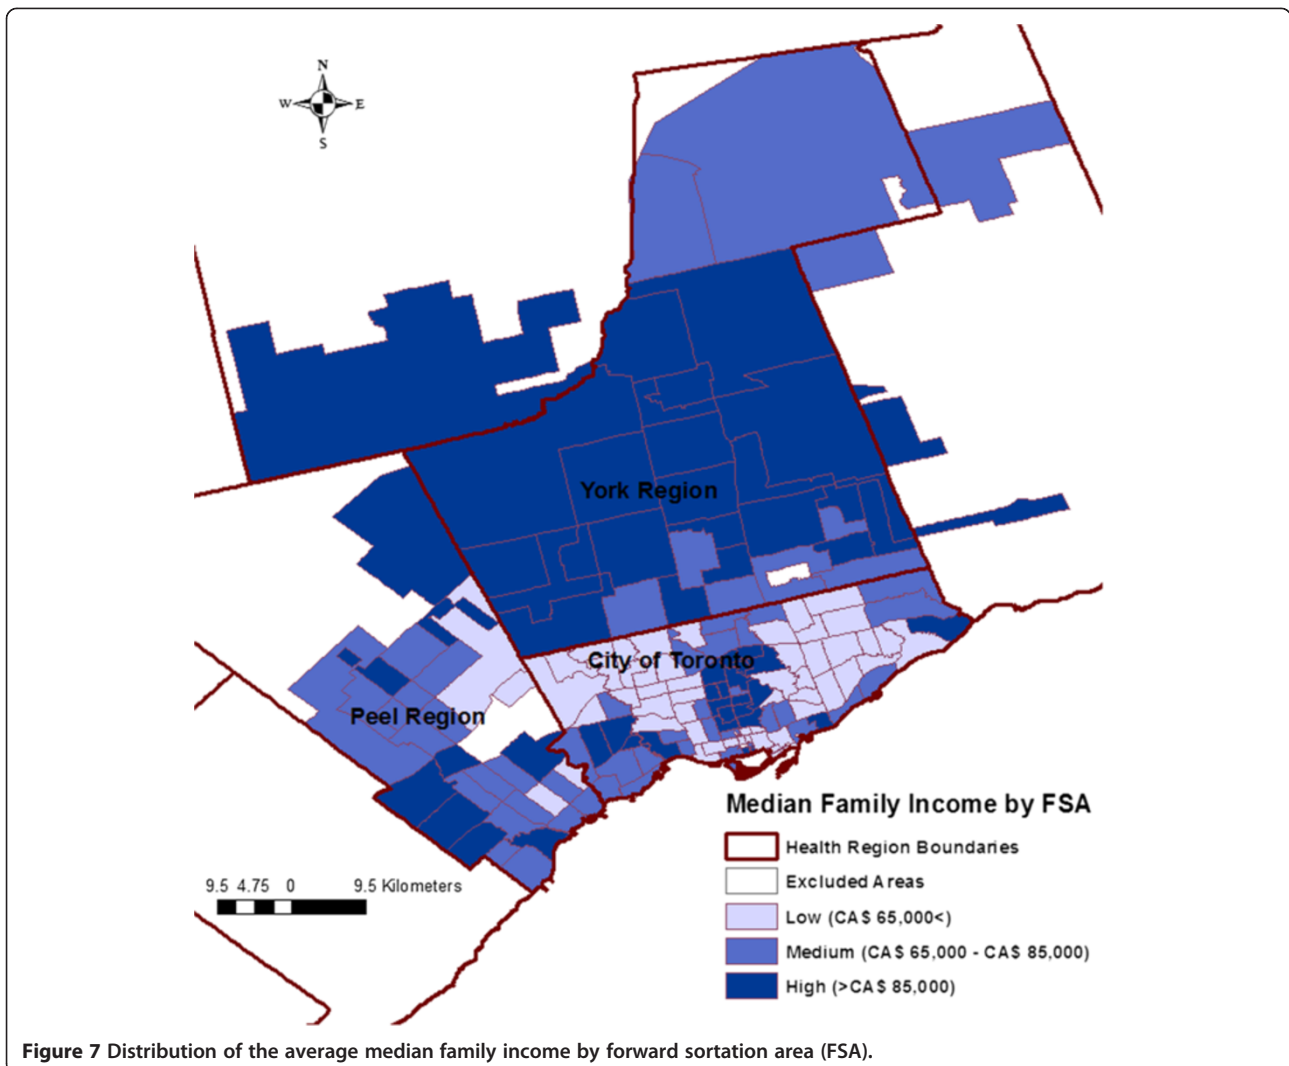 N
W E
S
York Region
City of Toronto
Peel Region
Median Family Income by FSA
Health Region Boundaries
Excluded Areas
Low (CA$ 65,000<)
Medium (CA$ 65,000 - CA$ 85,000)
High (>CA$ 85,000)
9.5 4.75 0 9.5 Kilometers
Figure 7 Distribution of the average median family income by forward sortation area (FSA).